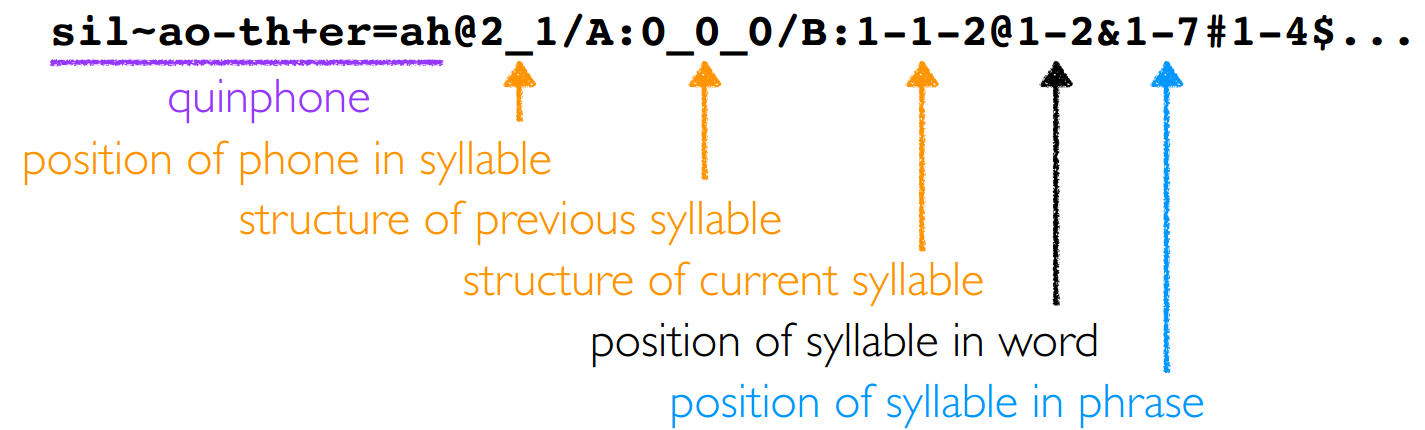 sil~ao-th+er=ah@2_1/A:0_0_0/B:1-1-2@1-2&1-7#1-4$...
quinphone
position of phone in syllable
structure of previous syllable
structure of current syllable
position of syllable in word
position of syllable in phrase